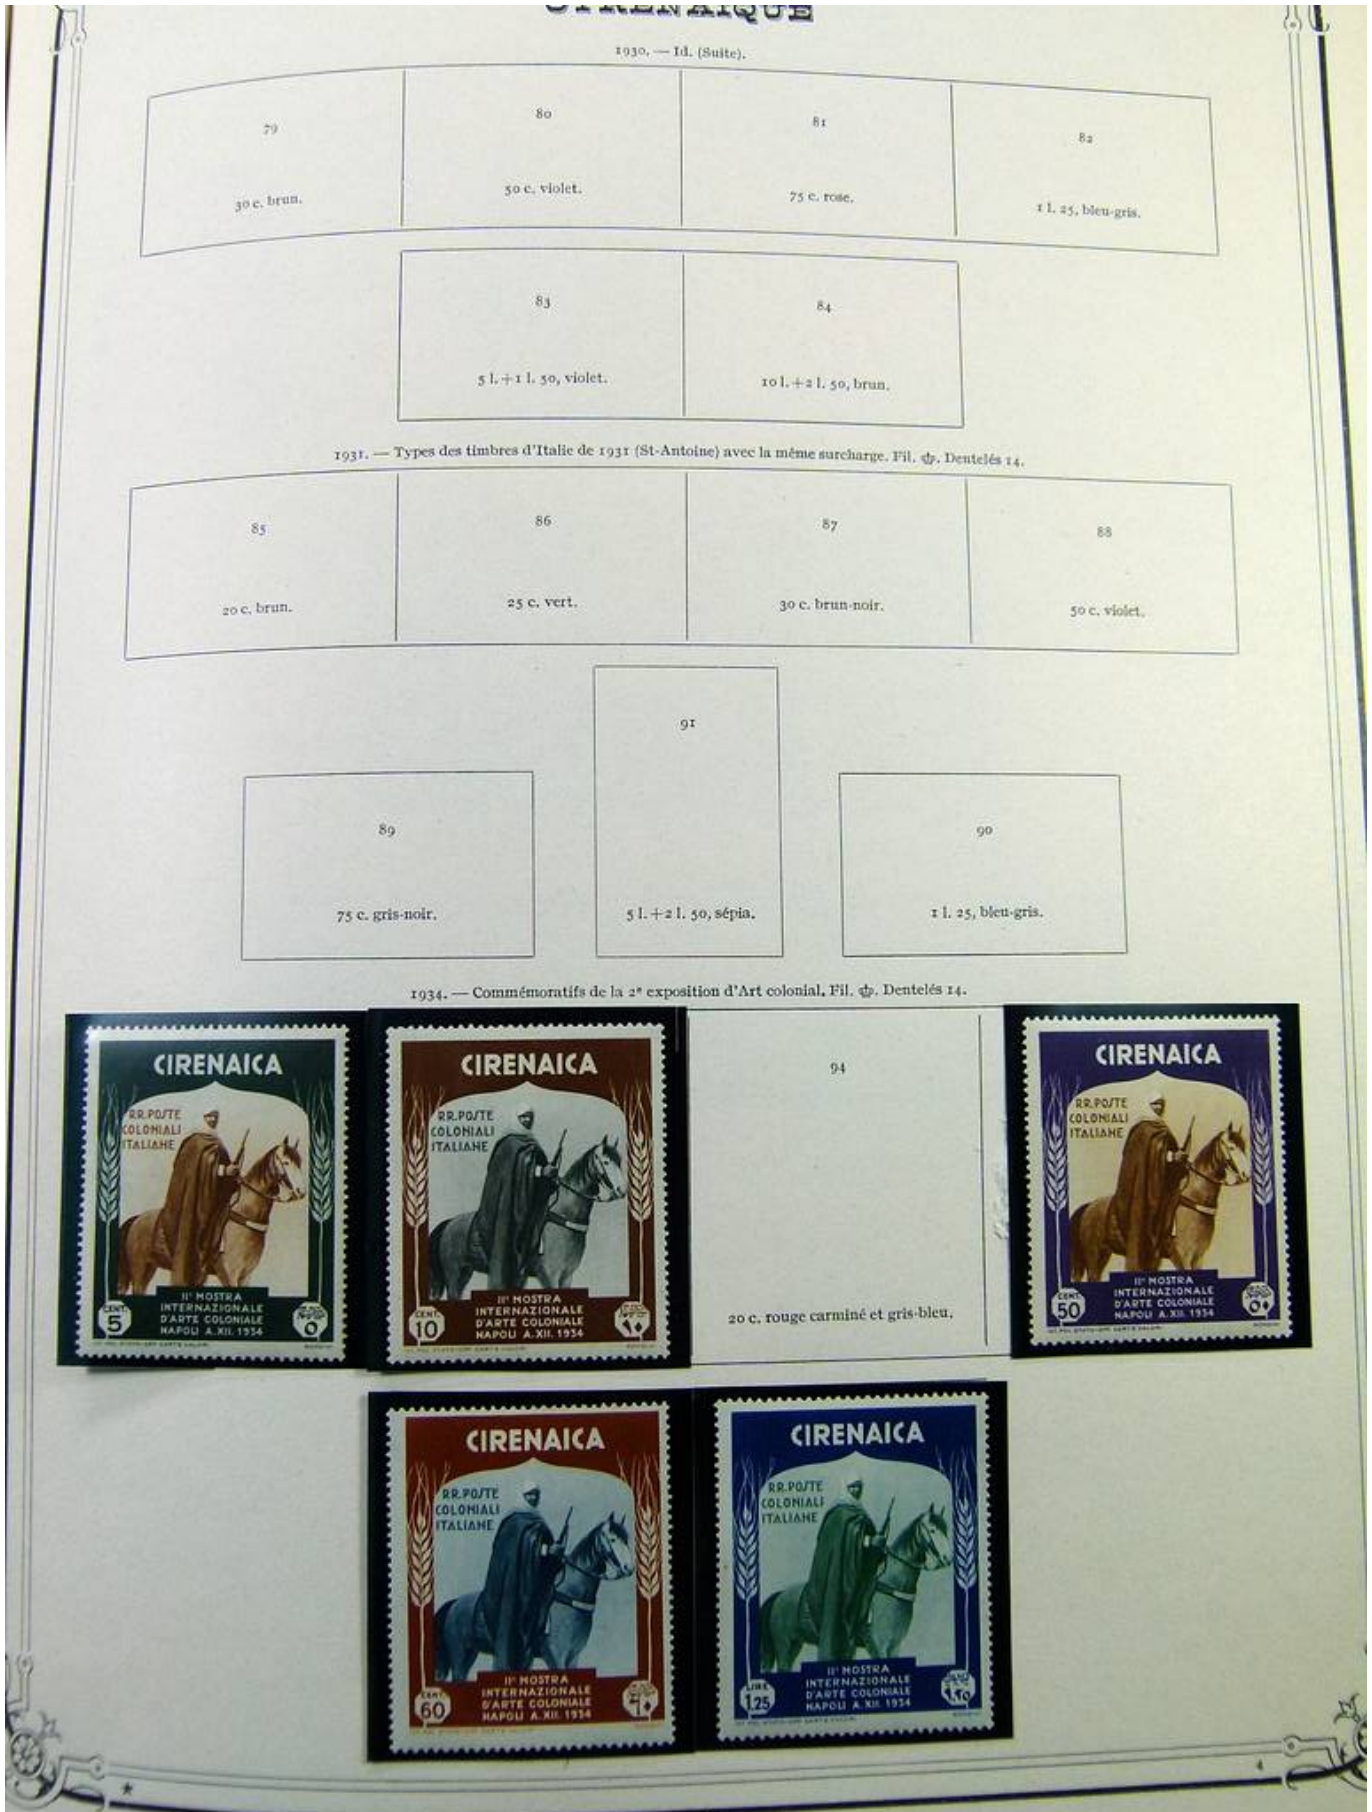 CYRÉNAÏQUE
1930. — Id. (Suite).
79
80
81
82
30 c. brun.
50 c. violet.
75 c. rose.
1 l. 25, bleu-gris.
83
84
5 l. +1 l. 50, violet.
10 l. +2 l. 50, brun.
1931. — Types des timbres d'Italie de 1931 (St-Antoine) avec la même surcharge. Fil. Dentelés 14.
85
86
87
88
20 c. brun.
25 c. vert.
30 c. brun-noir.
50 c. violet.
91
89
90
75 c. gris-noir.
5 l. +2 l. 50, sépia.
1 l. 25, bleu-gris.
1934. — Commémoratifs de la 2e exposition d'Art colonial. Fil. Dentelés 14.
CIRENAICA
RR.POSTE
COLONIALI
ITALIANE
II MOSTRA
INTERNAZIONALE
D'ARTE COLONIALE
NAPOLI A.XII. 1934
CENT.
5
CIRENAICA
RR.POSTE
COLONIALI
ITALIANE
II MOSTRA
INTERNAZIONALE
D'ARTE COLONIALE
NAPOLI A.XII. 1934
CENT.
10
94
20 c. rouge carminé et gris-bleu.
CIRENAICA
RR.POSTE
COLONIALI
ITALIANE
II MOSTRA
INTERNAZIONALE
D'ARTE COLONIALE
NAPOLI A.XII. 1934
CENT.
50
CIRENAICA
RR.POSTE
COLONIALI
ITALIANE
II MOSTRA
INTERNAZIONALE
D'ARTE COLONIALE
NAPOLI A.XII. 1934
CENT.
60
CIRENAICA
RR.POSTE
COLONIALI
ITALIANE
II MOSTRA
INTERNAZIONALE
D'ARTE COLONIALE
NAPOLI A.XII. 1934
LIRE
1.25
4